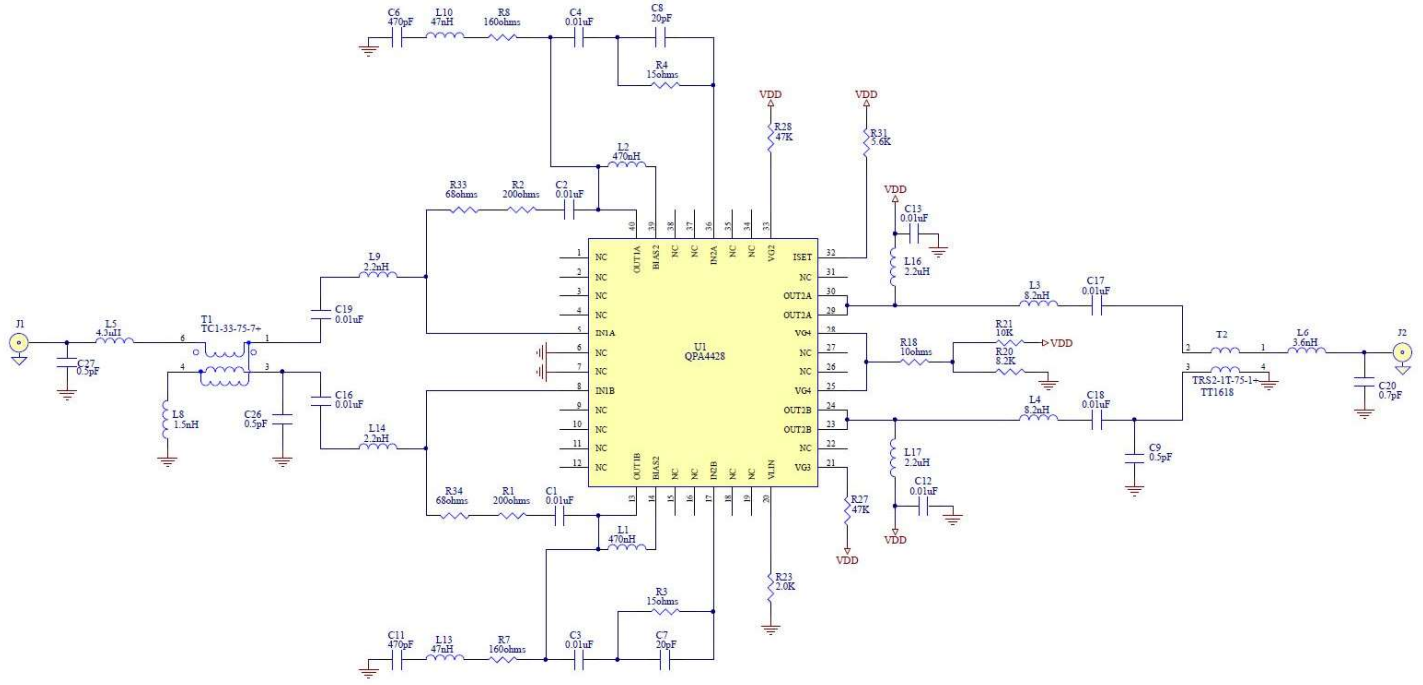 C6
470pF
L10
47nH
R8
160ohms
C4
0.01uF
C8
20pF
R4
15ohms
VDD
R28
47K
VDD
R31
5.6K
L2
470nH
R33
68ohms
R2
200ohms
C2
0.01uF
VDD
C13
0.01uF
L16
2.2uH
40
39
38
37
36
35
34
33
OUT1A
BIAS2
NC
NC
IN2A
NC
NC
VG2
1
NC
2
NC
3
NC
4
NC
5
IN1A
6
NC
7
NC
8
IN1B
9
NC
10
NC
11
NC
12
NC
U1
QPA4428
ISET
32
NC
31
OUT2A
30
OUT2A
29
VG4
28
NC
27
NC
26
VG4
25
OUT2B
24
OUT2B
23
NC
22
VG3
21
OUT1B
BIAS2
NC
NC
IN2B
NC
NC
VLIN
13
14
15
16
17
18
19
20
L9
2.2nH
C19
0.01uF
J1
L5
C27
0.5pF
T1
TC1-33-75-7+
6
1
4
3
L8
1.5nH
C26
0.5pF
C16
0.01uF
L14
2.2nH
R34
68ohms
R1
200ohms
C1
0.01uF
L1
470nH
R3
15ohms
C11
470pF
L13
47nH
R7
160ohms
C3
0.01uF
C7
20pF
R23
2.0K
R27
47K
VDD
L17
2.2uH
C12
0.01uF
VDD
R18
10ohms
R21
10K
VDD
R20
8.2K
L3
8.2nH
C17
0.01uF
L4
8.2nH
C18
0.01uF
C9
0.5pF
T2
2
1
3
4
TRS2-1T-75-1+
TT1618
L6
3.6nH
J2
C20
0.7pF